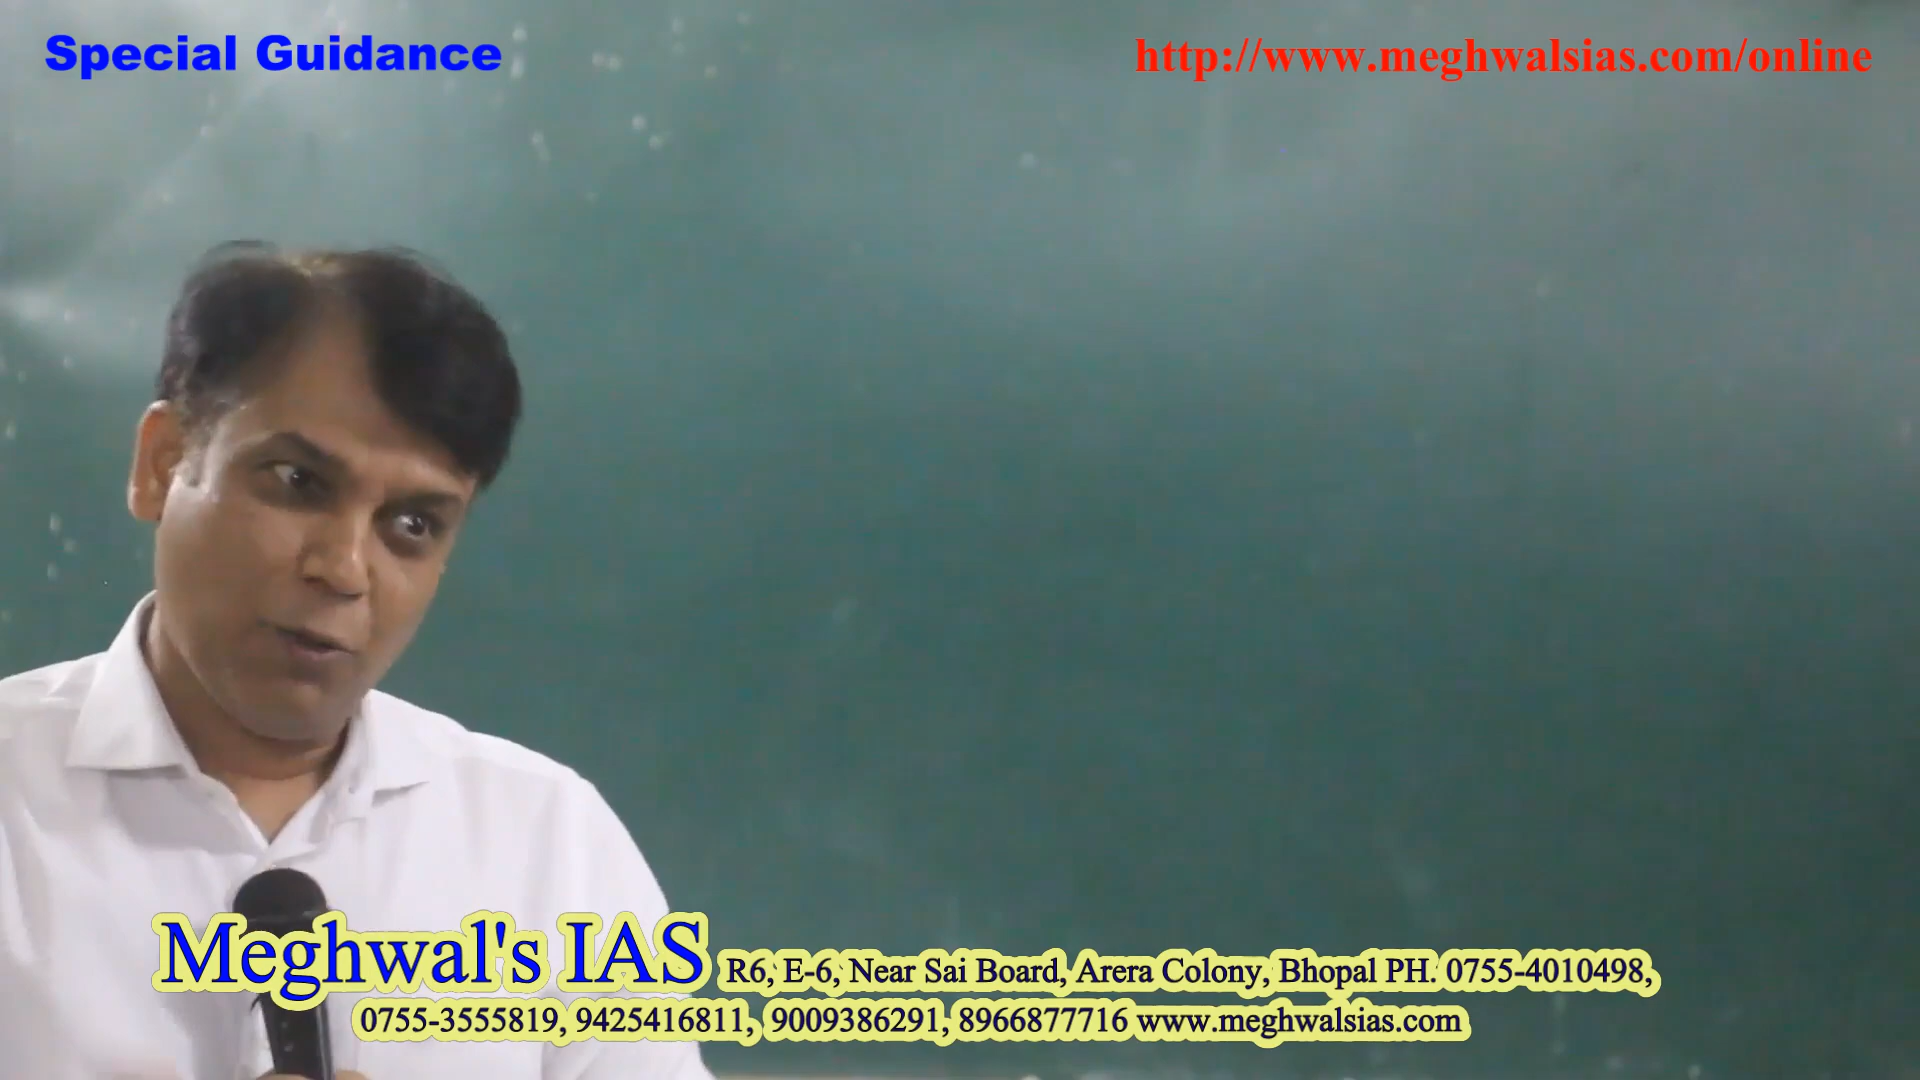 Special Guidance
http://www.meghwalsias.com/online
Meghwal's IAS R6, E-6, Near Sai Board, Arera Colony, Bhopal PH. 0755-4010498,
0755-3555819, 9425416811, 9009386291, 8966877716 www.meghwalsias.com